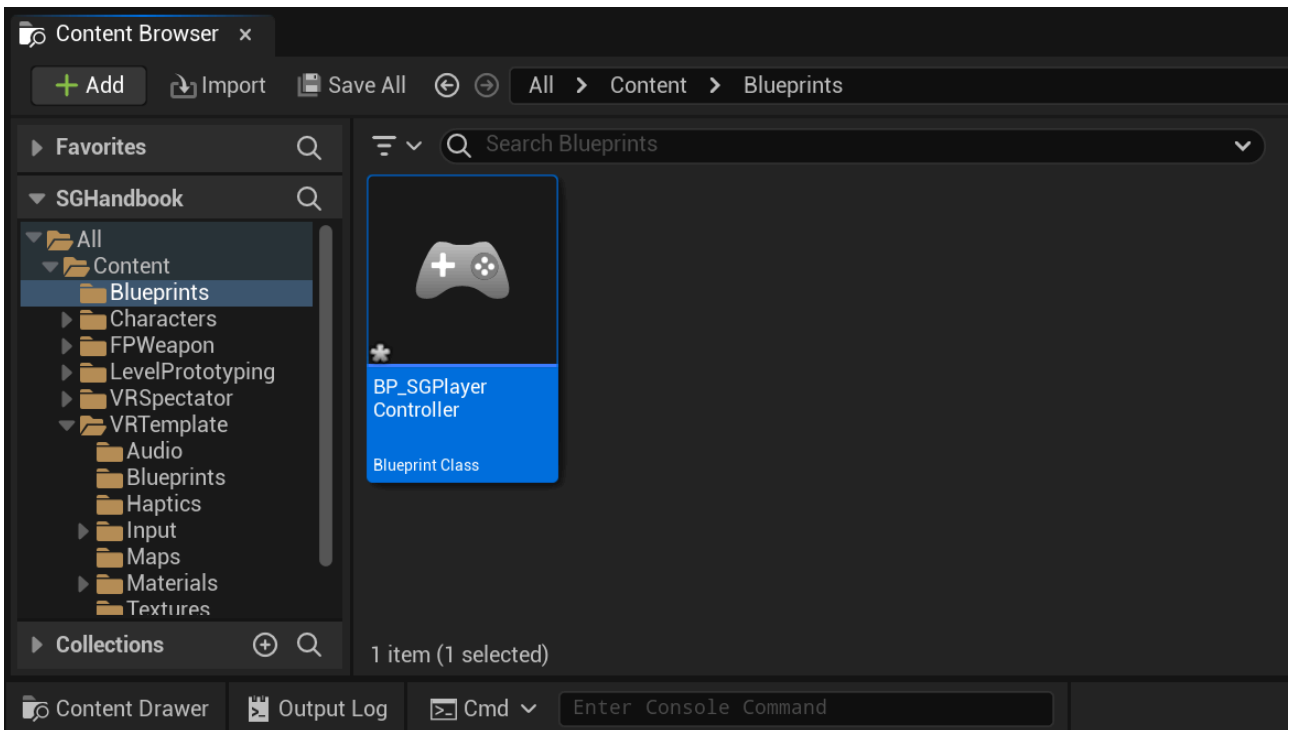 Content Browser
+ Add Import Save All All > Content > Blueprints
Favorites
Search Blueprints
SGHandbook
All
Content
Blueprints
Characters
FPWeapon
LevelPrototyping
VRSpectator
VRTemplate
Audio
Blueprints
Haptics
Input
Maps
Materials
Textures
Collections
BP_SGPlayer
Controller
Blueprint Class
1 item (1 selected)
Content Drawer Output Log Cmd Enter Console Command